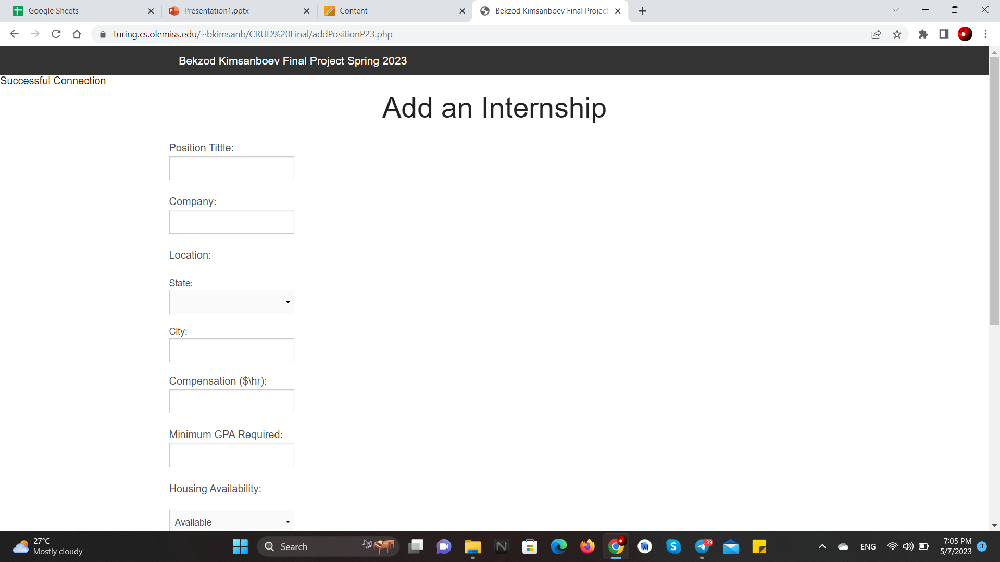 Google Sheets
Presentation1.pptx
Content
Bekzod Kimsanboev Final Project
turing.cs.olemiss.edu/~bkimsanb/CRUD%20Final/addPositionP23.php
Bekzod Kimsanboev Final Project Spring 2023
Successful Connection
Add an Internship
Position Tittle:
Company:
Location:
State:
City:
Compensation ($\hr):
Minimum GPA Required:
Housing Availability:
Available
27°C
Mostly cloudy
Search
39
ENG
7:05 PM
5/7/2023
3